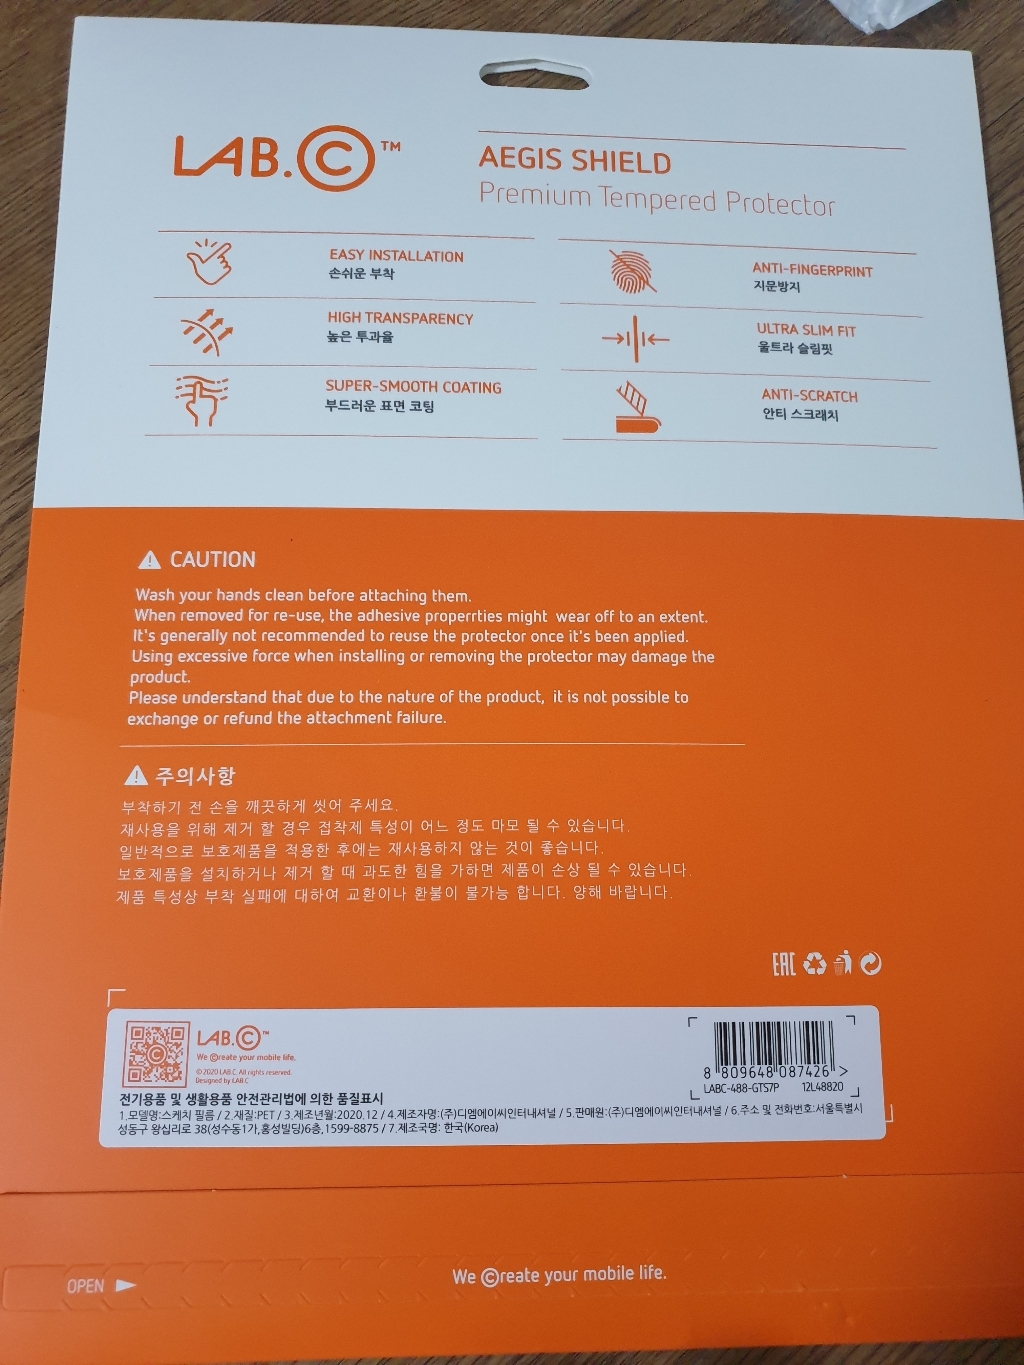 LAB.©™
AEGIS SHIELD
Premium Tempered Protector
EASY INSTALLATION
손쉬운 부착
HIGH TRANSPARENCY
높은 투과율
SUPER-SMOOTH COATING
부드러운 표면 코팅
ANTI-FINGERPRINT
지문방지
ULTRA SLIM FIT
울트라 슬림핏
ANTI-SCRATCH
안티 스크래치
CAUTION
Wash your hands clean before attaching them.
When removed for re-use, the adhesive properrties might wear off to an extent.
It's generally not recommended to reuse the protector once it's been applied.
Using excessive force when installing or removing the protector may damage the
product.
Please understand that due to the nature of the product, it is not possible to
exchange or refund the attachment failure.
주의사항
부착하기 전 손을 깨끗하게 씻어 주세요.
재사용을 위해 제거 할 경우 접착제 특성이 어느 정도 마모 될 수 있습니다.
일반적으로 보호제품을 적용한 후에는 재사용하지 않는 것이 좋습니다.
보호제품을 설치하거나 제거 할 때 과도한 힘을 가하면 제품이 손상 될 수 있습니다.
제품 특성상 부착 실패에 대하여 교환이나 환불이 불가능 합니다. 양해 바랍니다.
EAC
LAB.©™
We ©reate your mobile life.
© 2020 LAB.C. All rights reserved.
Designed by LAB.C
8 809648 087426 >
LABC-488-GTS7P 12L48820
전기용품 및 생활용품 안전관리법에 의한 품질표시
1.모델명:스케치 필름 / 2.재질:PET / 3.제조년월:2020.12 / 4.제조자명:(주)디엠에이씨인터내셔널 / 5.판매원:(주)디엠에이씨인터내셔널 / 6.주소 및 전화번호:서울특별시
성동구 왕십리로 38(성수동1가,홍성빌딩)6층,1599-8875 / 7.제조국명: 한국(Korea)
OPEN
We ©reate your mobile life.